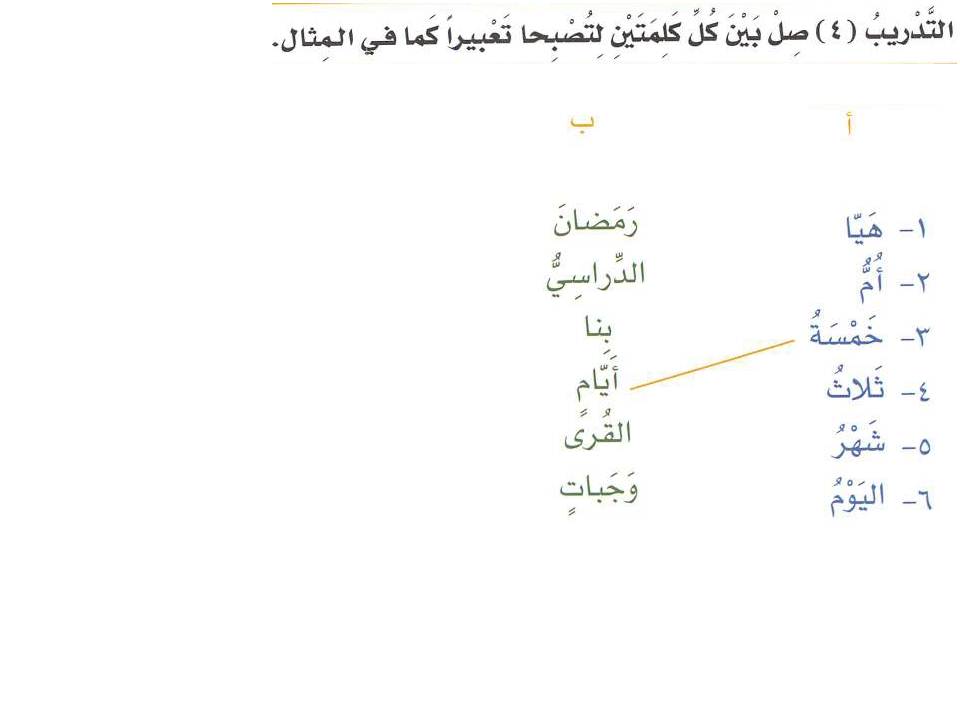 التَّدْريبُ (٤) صِلْ بَيْنَ كُلِّ كَلِمَتَيْنِ لِتُصْبِحا تَعْبيراً كَما في المِثال.
أ ب
١- هَيّا رَمَضانَ
٢- أُمُّ الدِّراسِيُّ
٣- خَمْسَةُ بِنا
٤- ثَلاثُ أَيّامٍ
٥- شَهْرُ القُرى
٦- اليَوْمُ وَجَباتٍ